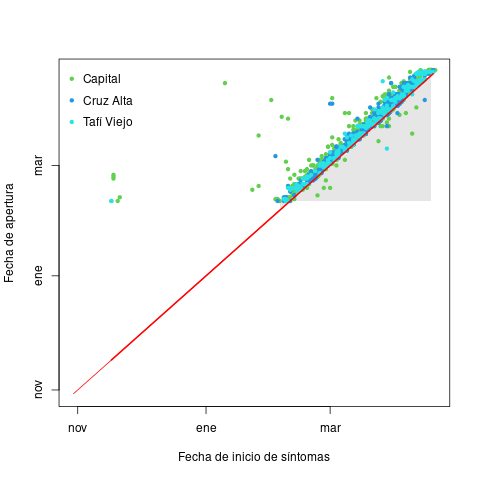 Capital
Cruz Alta
Tafí Viejo
Fecha de apertura
mar
ene
nov
nov
ene
mar
Fecha de inicio de síntomas